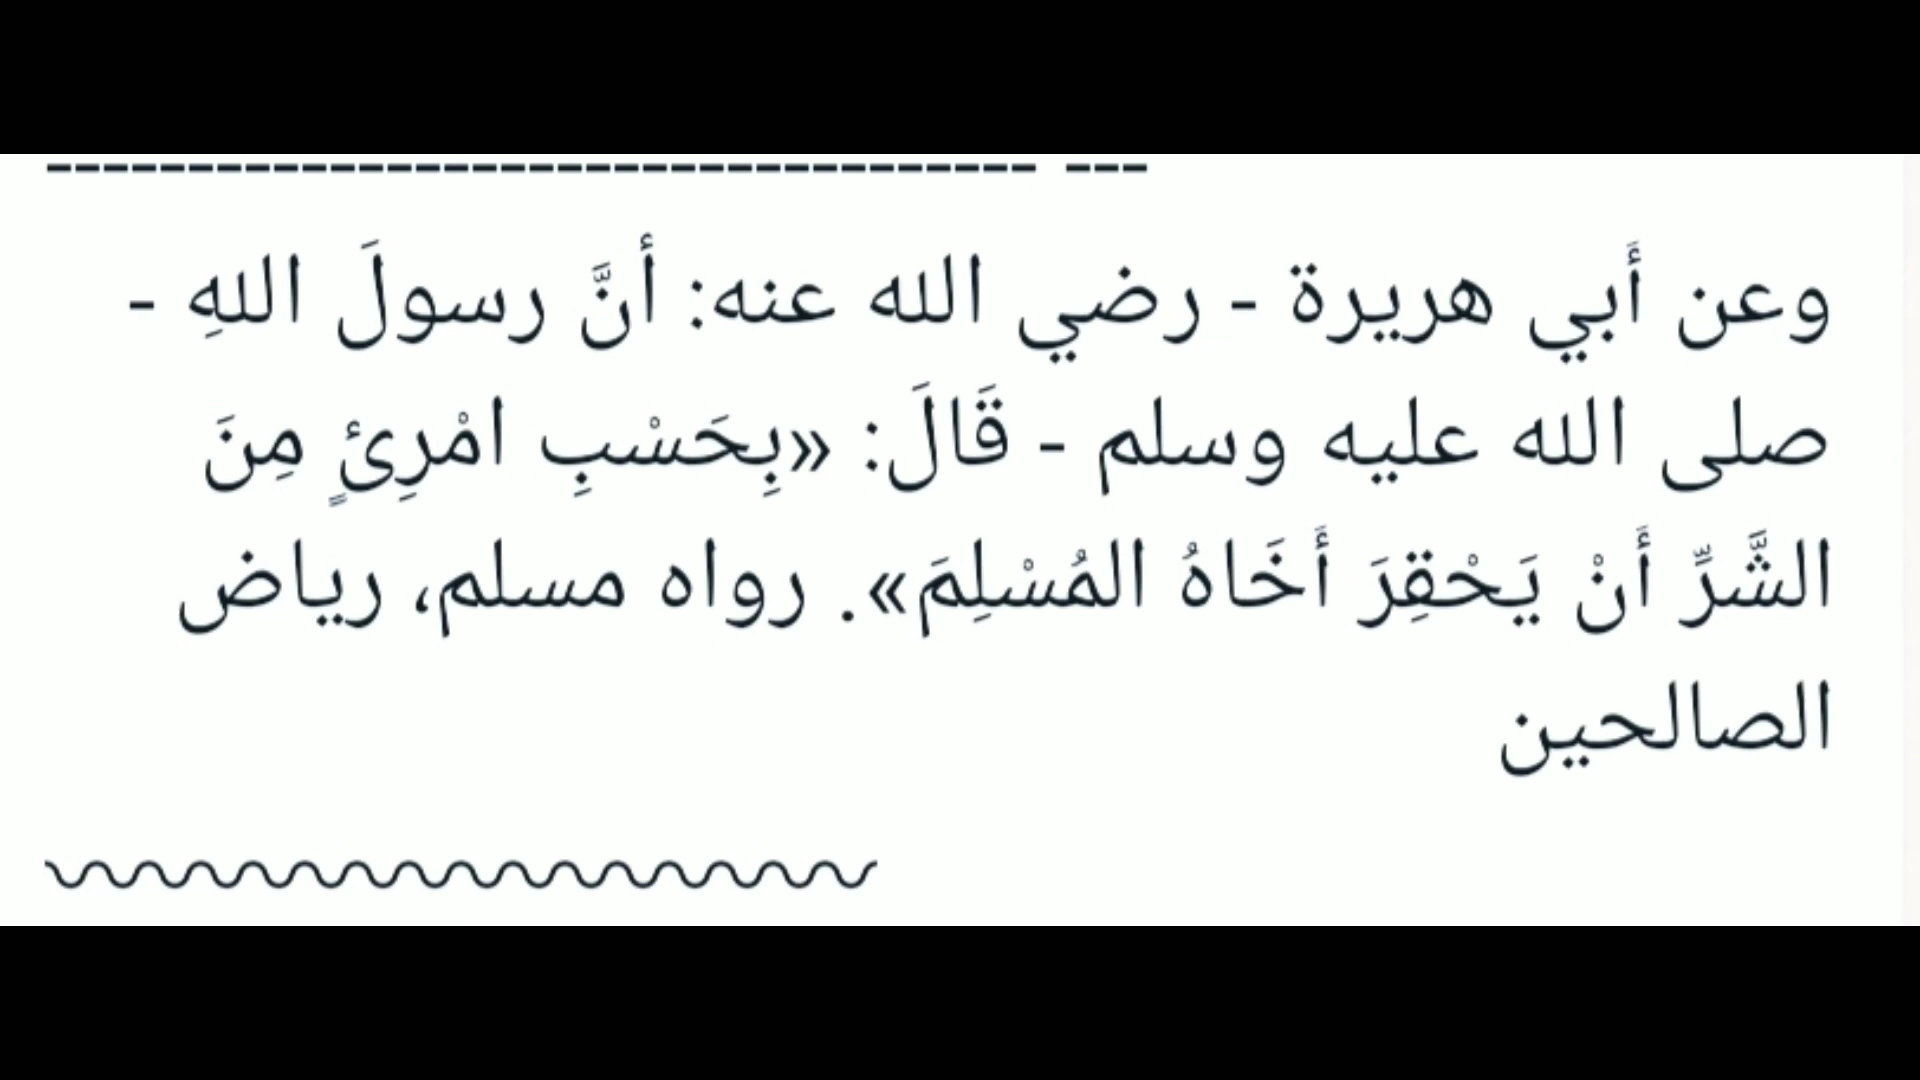 ----------------------------------- ---
وعن أَبي هريرة - رضي الله عنه: أنَّ رسولَ اللهِ -
صلى الله عليه وسلم - قَالَ: «بِحَسْبِ امْرِئٍ مِنَ
الشَّرِّ أَنْ يَحْقِرَ أَخَاهُ المُسْلِمَ». رواه مسلم، رياض
الصالحين